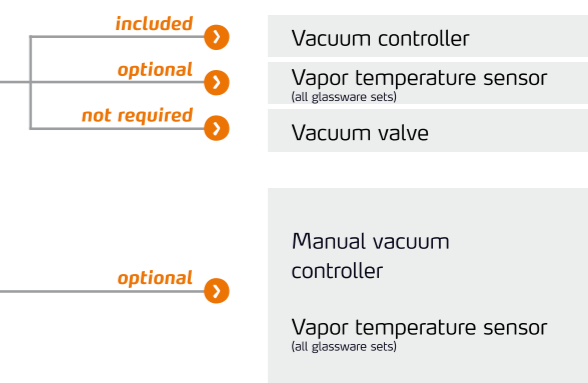 included
Vacuum controller
optional
Vapor temperature sensor
(all glassware sets)
not required
Vacuum valve
Manual vacuum
controller
optional
Vapor temperature sensor
(all glassware sets)